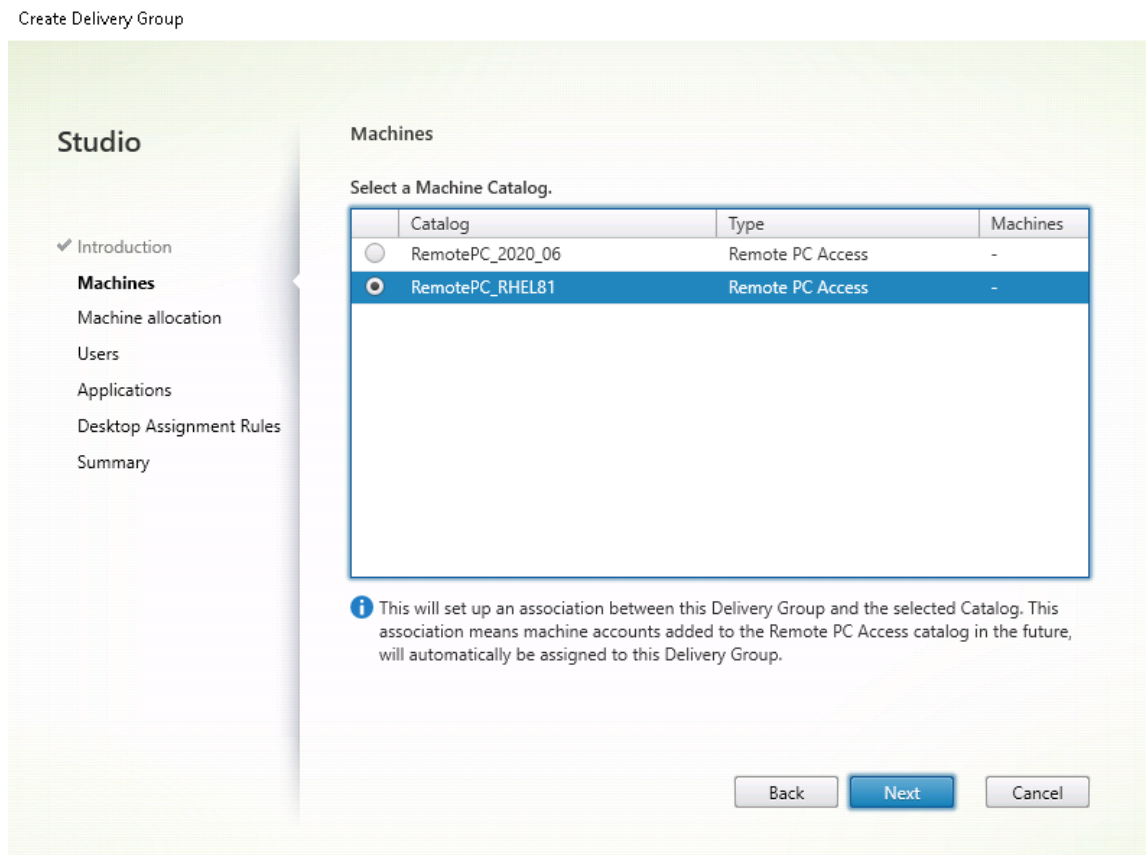 Create Delivery Group
Studio
Introduction
Machines
Machine allocation
Users
Applications
Desktop Assignment Rules
Summary
Machines
Select a Machine Catalog.
Catalog Type Machines
RemotePC_2020_06 Remote PC Access -
RemotePC_RHEL81 Remote PC Access -
This will set up an association between this Delivery Group and the selected Catalog. This
association means machine accounts added to the Remote PC Access catalog in the future,
will automatically be assigned to this Delivery Group.
Back Next Cancel